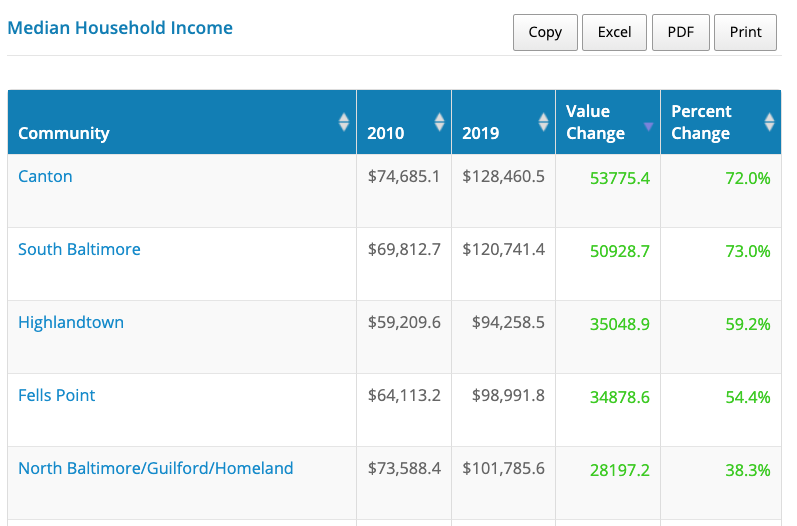 Median Household Income
Copy Excel PDF Print
Community 2010 2019 Value Change Percent Change
Canton $74,685.1 $128,460.5 53775.4 72.0%
South Baltimore $69,812.7 $120,741.4 50928.7 73.0%
Highlandtown $59,209.6 $94,258.5 35048.9 59.2%
Fells Point $64,113.2 $98,991.8 34878.6 54.4%
North Baltimore/Guilford/Homeland $73,588.4 $101,785.6 28197.2 38.3%